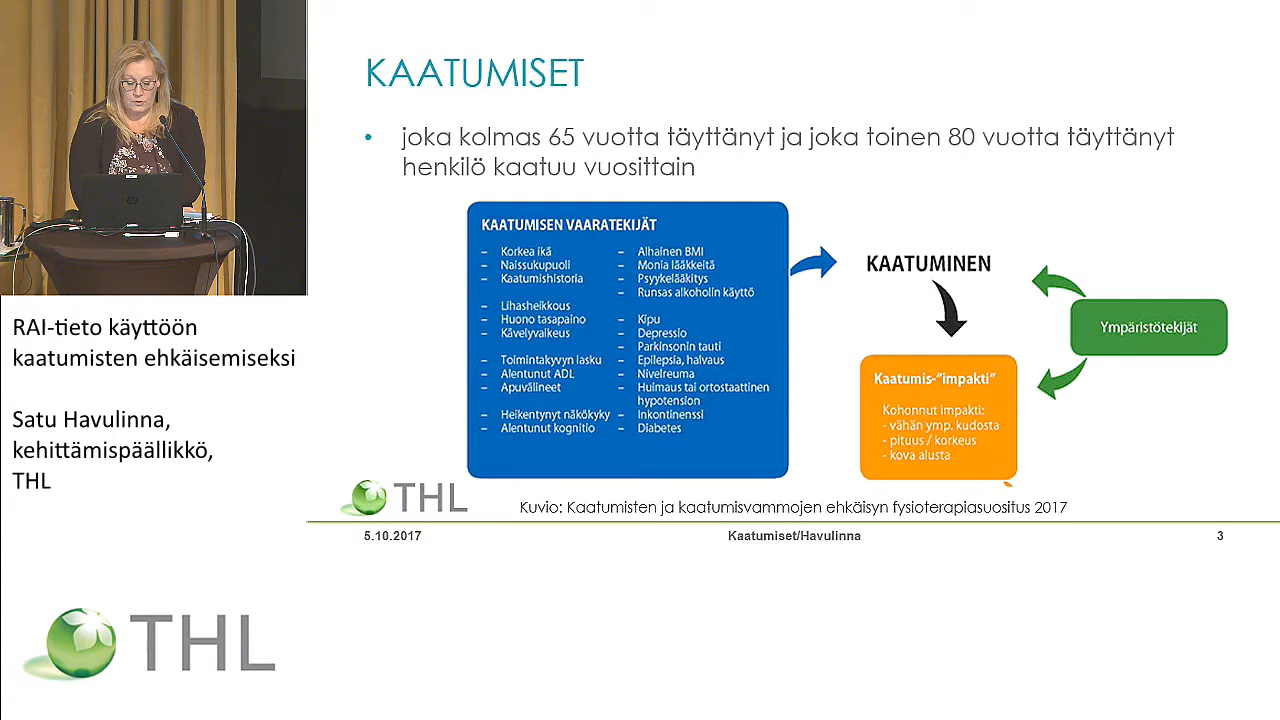 KAATUMISET
• joka kolmas 65 vuotta täyttänyt ja joka toinen 80 vuotta täyttänyt
henkilö kaatuu vuosittain
KAATUMISEN VAARATEKIJÄT
– Korkea ikä
– Naissukupuoli
– Kaatumishistoria
– Lihasheikkous
– Huono tasapaino
– Kävelyvaikeus
– Toimintakyvyn lasku
– Alentunut ADL
– Apuvälineet
– Heikentynyt näkökyky
– Alentunut kognitio
– Alhainen BMI
– Monia lääkkeitä
– Psyykelääkitys
– Runsas alkoholin käyttö
– Kipu
– Depressio
– Parkinsonin tauti
– Epilepsia, halvaus
– Nivelreuma
– Huimaus tai ortostaattinen
hypotension
– Inkontinenssi
– Diabetes
KAATUMINEN
Ympäristötekijät
Kaatumis-"impakti"
Kohonnut impakti:
- vähän ymp. kudosta
- pituus / korkeus
- kova alusta
THL
Kuvio: Kaatumisten ja kaatumisvammojen ehkäisyn fysioterapiasuositus 2017
5.10.2017
Kaatumiset/Havulinna
3
RAI-tieto käyttöön
kaatumisten ehkäisemiseksi
Satu Havulinna,
kehittämispäällikkö,
THL
THL